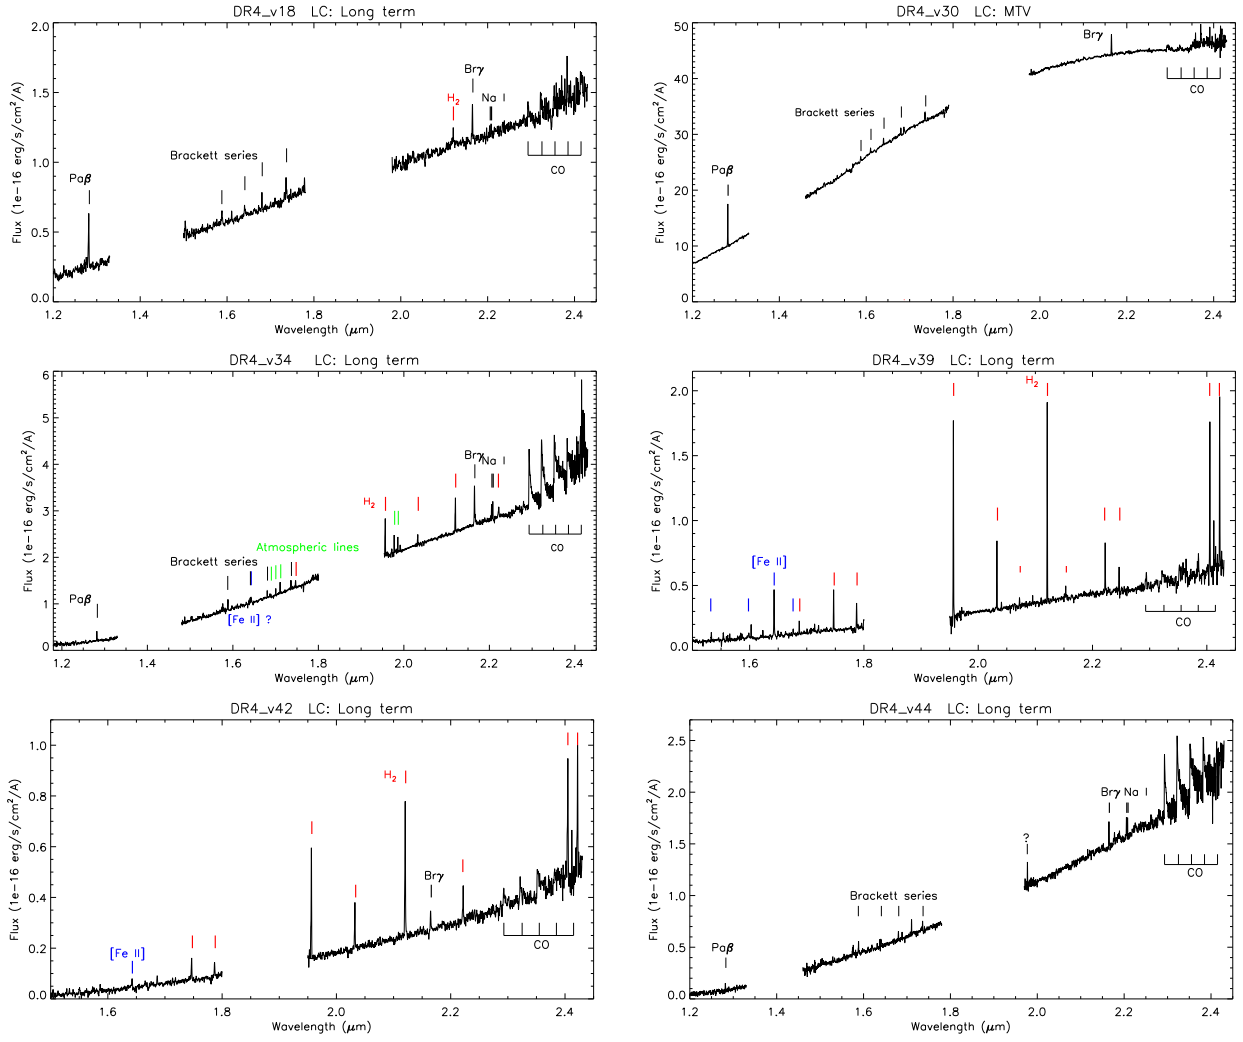 DR4_v18 LC: Long term
2.0
1.5
1.0
0.5
0.0
Flux (1e-16 erg/s/cm²/A)
Paβ
Brackett series
H₂
Brγ
Na I
CO
1.2 1.4 1.6 1.8 2.0 2.2 2.4
Wavelength (μm)
DR4_v30 LC: MTV
50
40
30
20
10
0
Flux (1e-16 erg/s/cm²/A)
Paβ
Brackett series
Brγ
CO
1.2 1.4 1.6 1.8 2.0 2.2 2.4
Wavelength (μm)
DR4_v34 LC: Long term
6
5
4
3
2
1
0
Flux (1e-16 erg/s/cm²/A)
Paβ
Brackett series
[Fe II] ?
Atmospheric lines
H₂
Brγ
Na I
CO
1.2 1.4 1.6 1.8 2.0 2.2 2.4
Wavelength (μm)
DR4_v39 LC: Long term
2.0
1.5
1.0
0.5
0.0
Flux (1e-16 erg/s/cm²/A)
[Fe II]
H₂
CO
1.6 1.8 2.0 2.2 2.4
Wavelength (μm)
DR4_v42 LC: Long term
1.0
0.8
0.6
0.4
0.2
0.0
Flux (1e-16 erg/s/cm²/A)
[Fe II]
H₂
Brγ
CO
1.6 1.8 2.0 2.2 2.4
Wavelength (μm)
DR4_v44 LC: Long term
2.5
2.0
1.5
1.0
0.5
0.0
Flux (1e-16 erg/s/cm²/A)
Paβ
Brackett series
?
Brγ Na I
CO
1.2 1.4 1.6 1.8 2.0 2.2 2.4
Wavelength (μm)